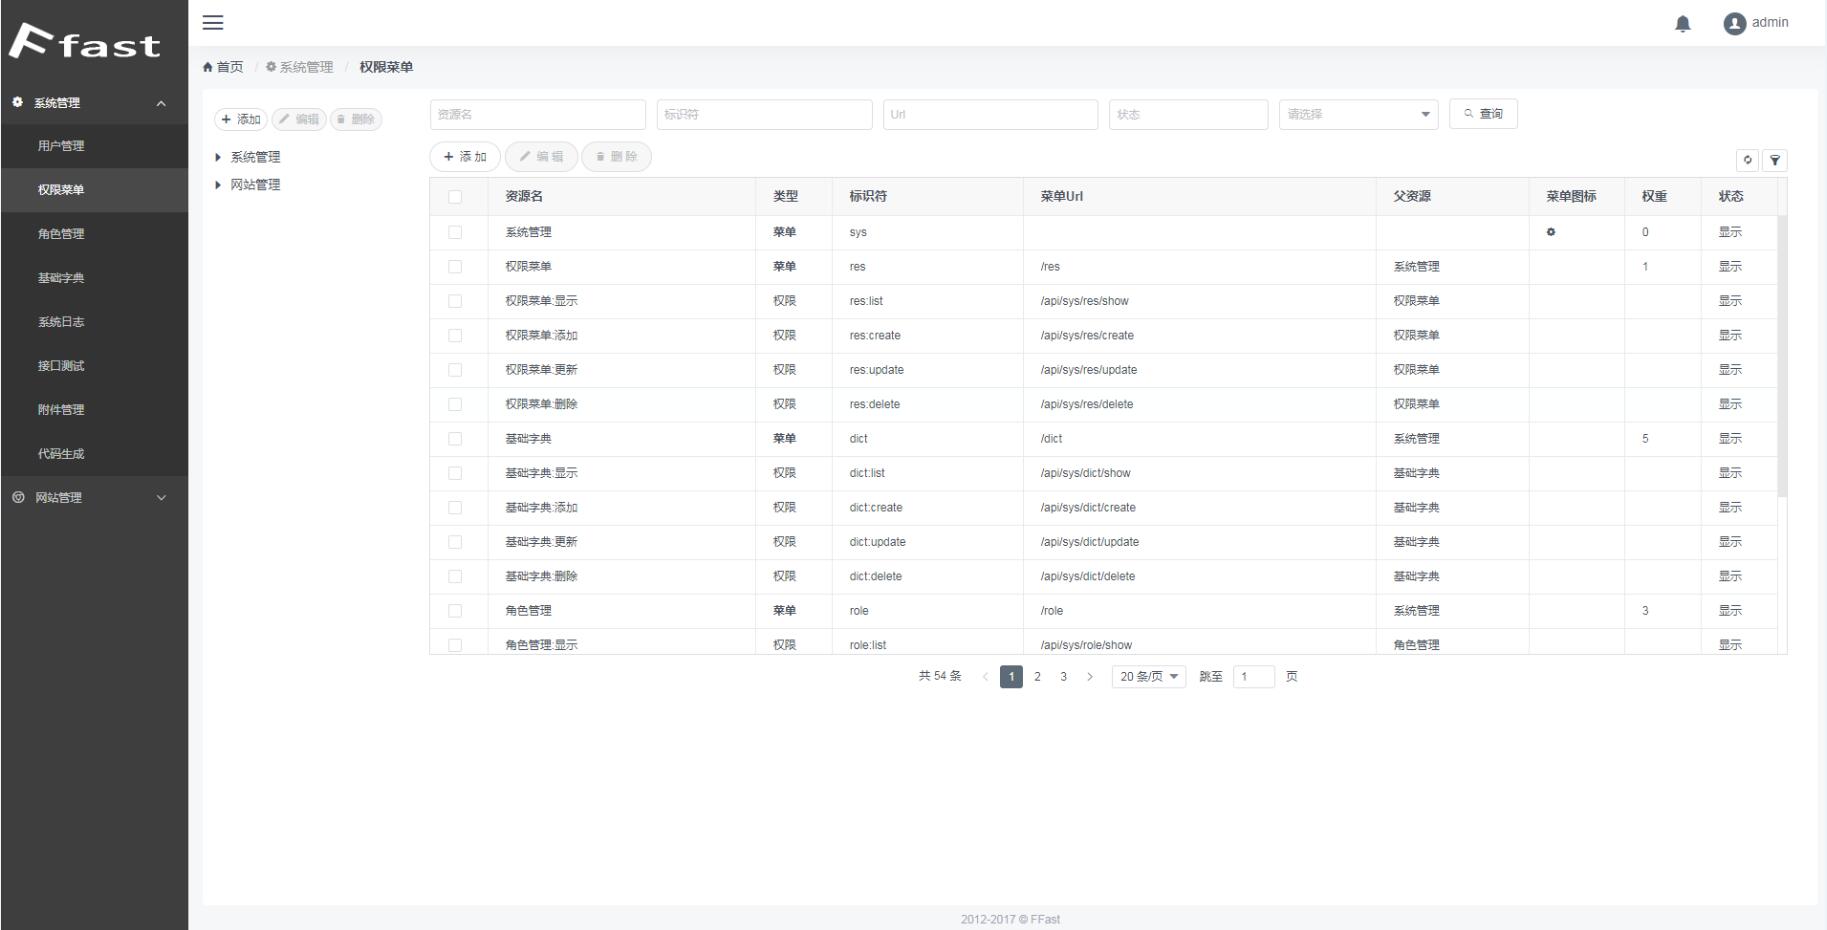 Ffast
admin
首页 / 系统管理 / 权限菜单
系统管理
用户管理
权限菜单
角色管理
基础字典
系统日志
接口测试
附件管理
代码生成
网站管理
添加 编辑 删除
系统管理
网站管理
资源名 标识符 Url 状态 请选择 查询
添加 编辑 删除
资源名 类型 标识符 菜单Url 父资源 菜单图标 权重 状态
系统管理 菜单 sys 0 显示
权限菜单 菜单 res /res 系统管理 1 显示
权限菜单:显示 权限 res:list /api/sys/res/show 权限菜单 显示
权限菜单:添加 权限 res:create /api/sys/res/create 权限菜单 显示
权限菜单:更新 权限 res:update /api/sys/res/update 权限菜单 显示
权限菜单:删除 权限 res:delete /api/sys/res/delete 权限菜单 显示
基础字典 菜单 dict /dict 系统管理 5 显示
基础字典:显示 权限 dict:list /api/sys/dict/show 基础字典 显示
基础字典:添加 权限 dict:create /api/sys/dict/create 基础字典 显示
基础字典:更新 权限 dict:update /api/sys/dict/update 基础字典 显示
基础字典:删除 权限 dict:delete /api/sys/dict/delete 基础字典 显示
角色管理 菜单 role /role 系统管理 3 显示
角色管理:显示 权限 role:list /api/sys/role/show 角色管理 显示
共 54 条 1 2 3 20 条/页 跳至 1 页
2012-2017 © FFast